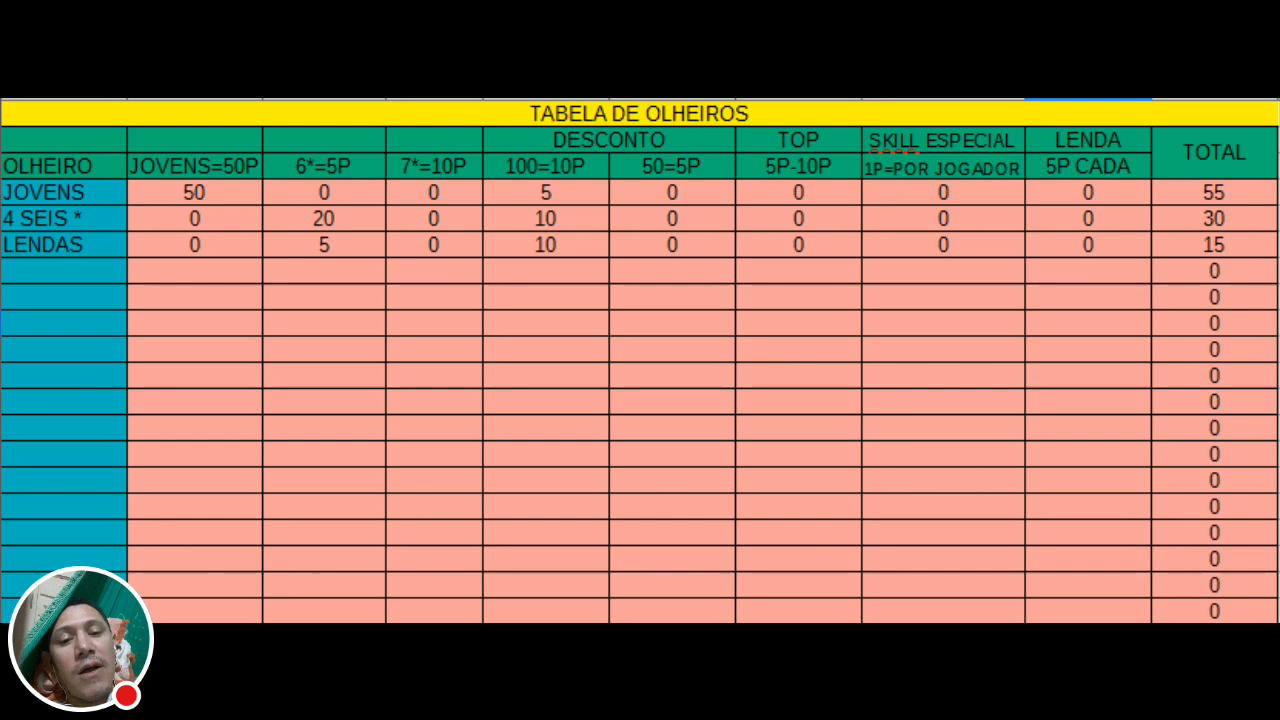 TABELA DE OLHEIROS
DESCONTO TOP SKILL ESPECIAL LENDA TOTAL
OLHEIRO JOVENS=50P 6*=5P 7*=10P 100=10P 50=5P 5P-10P 1P=POR JOGADOR 5P CADA
JOVENS 50 0 0 5 0 0 0 0 55
4 SEIS * 0 20 0 10 0 0 0 0 30
LENDAS 0 5 0 10 0 0 0 0 15
0
0
0
0
0
0
0
0
0
0
0
0
0
0